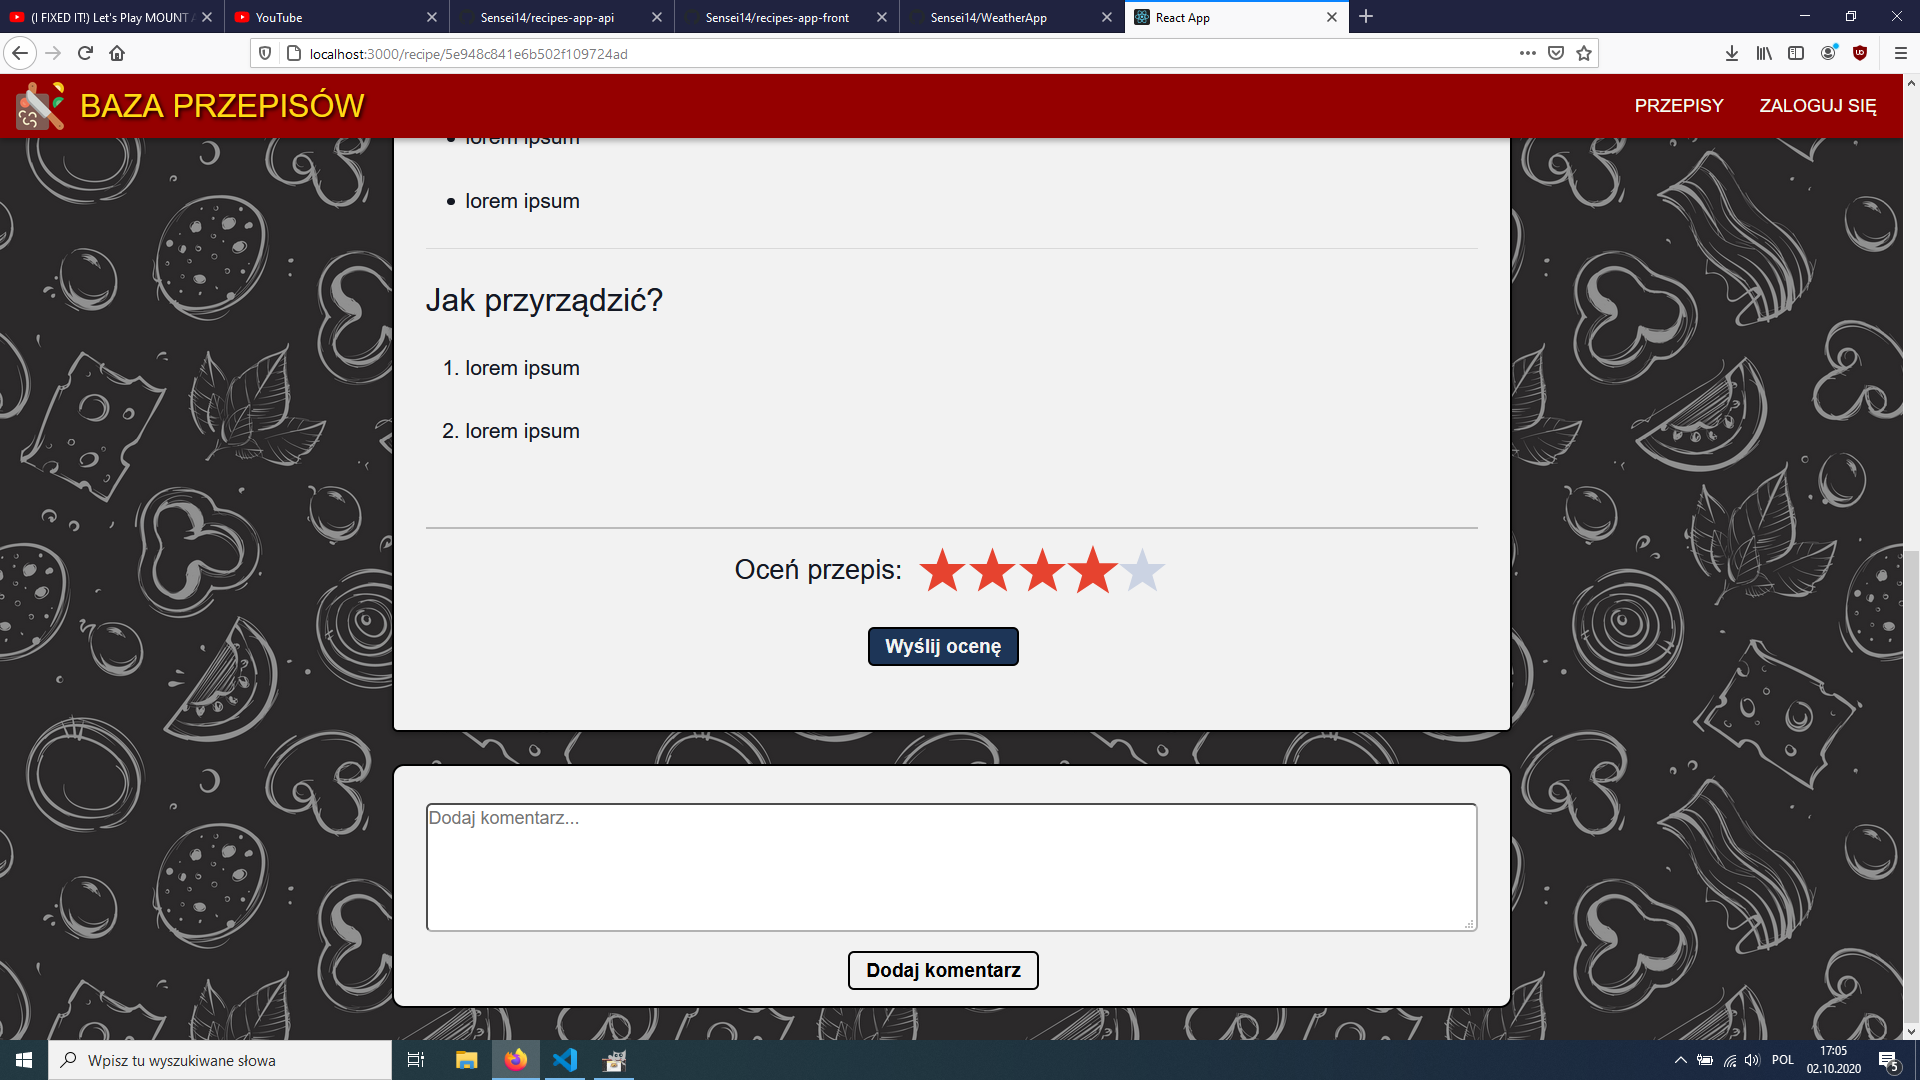 (I FIXED IT!) Let's Play MOUNT
YouTube
Sensei14/recipes-app-api
Sensei14/recipes-app-front
Sensei14/WeatherApp
React App
localhost:3000/recipe/5e948c841e6b502f109724ad
BAZA PRZEPISÓW
PRZEPISY
ZALOGUJ SIĘ
lorem ipsum
lorem ipsum
Jak przyrządzić?
1. lorem ipsum
2. lorem ipsum
Oceń przepis:
Wyślij ocenę
Dodaj komentarz...
Dodaj komentarz
Wpisz tu wyszukiwane słowa
POL
17:05
02.10.2020
5